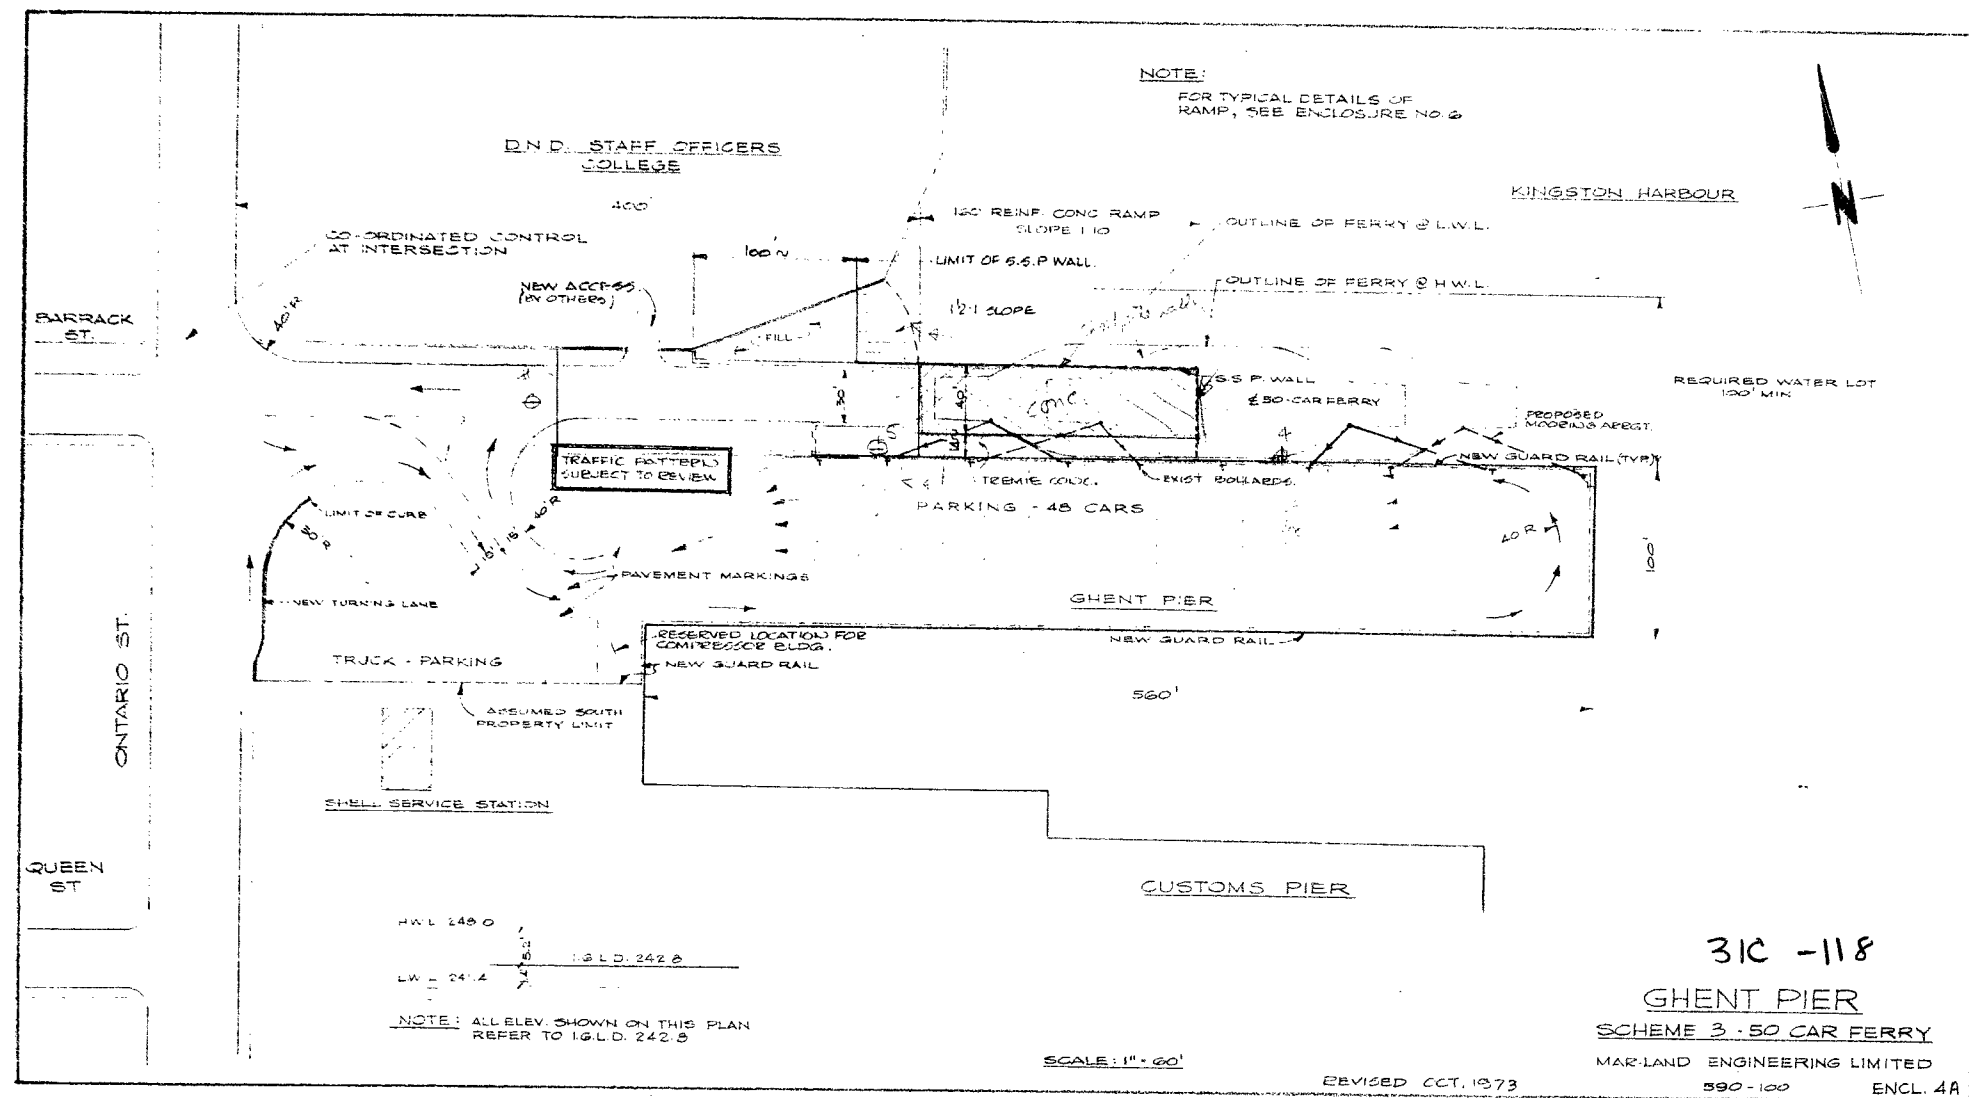 NOTE:
FOR TYPICAL DETAILS OF
RAMP, SEE ENCLOSURE NO. 6
D.N.D. STAFF OFFICERS
COLLEGE
KINGSTON HARBOUR
400'
160' REINF. CONC RAMP
SLOPE 1:10
OUTLINE OF FERRY @ L.W.L.
CO-ORDINATED CONTROL
AT INTERSECTION
100'
LIMIT OF S.S.P WALL.
NEW ACCESS
(BY OTHERS)
OUTLINE OF FERRY @ H.W.L.
40'R
SLOPE
BARRACK
ST.
FILL
S.S.P. WALL
50-CAR FERRY
REQUIRED WATER LOT
100' MIN
30'
40'
CONC.
PROPOSED
MOORING ARRGT.
TRAFFIC PATTERN
SUBJECT TO REVIEW
NEW GUARD RAIL (TYP)
TREMIE CONC.
EXIST BOLLARDS.
PARKING - 48 CARS
LIMIT OF CURB
30'R
40'R
15'
40 R
100'
PAVEMENT MARKINGS
NEW TURNING LANE
GHENT PIER
RESERVED LOCATION FOR
COMPRESSOR BLDG.
NEW GUARD RAIL
NEW GUARD RAIL
TRUCK - PARKING
560'
ASSUMED SOUTH
PROPERTY LIMIT
ONTARIO ST.
SHELL SERVICE STATION
QUEEN
ST
CUSTOMS PIER
H.W.L 248.0
5.2'
I.G.L.D. 242.8
NOTE: ALL ELEV. SHOWN ON THIS PLAN
REFER TO I.G.L.D. 242.8
31C -118
GHENT PIER
SCHEME 3 - 50 CAR FERRY
SCALE: 1" = 60'
MAR-LAND ENGINEERING LIMITED
REVISED OCT. 1973
590-100
ENCL. 4A